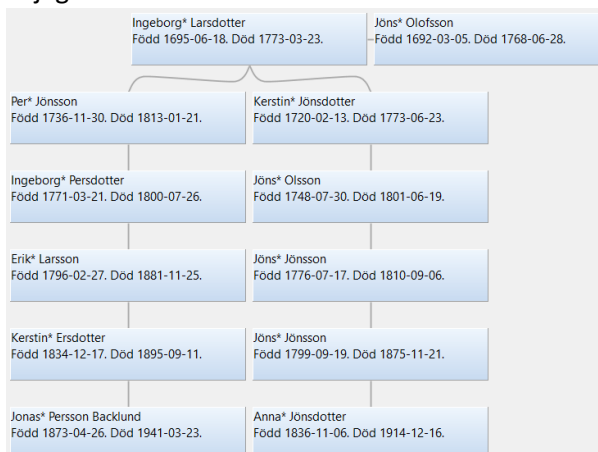 Ingeborg* Larsdotter
Född 1695-06-18. Död 1773-03-23.
Jöns* Olofsson
Född 1692-03-05. Död 1768-06-28.
Per* Jönsson
Född 1736-11-30. Död 1813-01-21.
Kerstin* Jönsdotter
Född 1720-02-13. Död 1773-06-23.
Ingeborg* Persdotter
Född 1771-03-21. Död 1800-07-26.
Jöns* Olsson
Född 1748-07-30. Död 1801-06-19.
Erik* Larsson
Född 1796-02-27. Död 1881-11-25.
Jöns* Jönsson
Född 1776-07-17. Död 1810-09-06.
Kerstin* Ersdotter
Född 1834-12-17. Död 1895-09-11.
Jöns* Jönsson
Född 1799-09-19. Död 1875-11-21.
Jonas* Persson Backlund
Född 1873-04-26. Död 1941-03-23.
Anna* Jönsdotter
Född 1836-11-06. Död 1914-12-16.